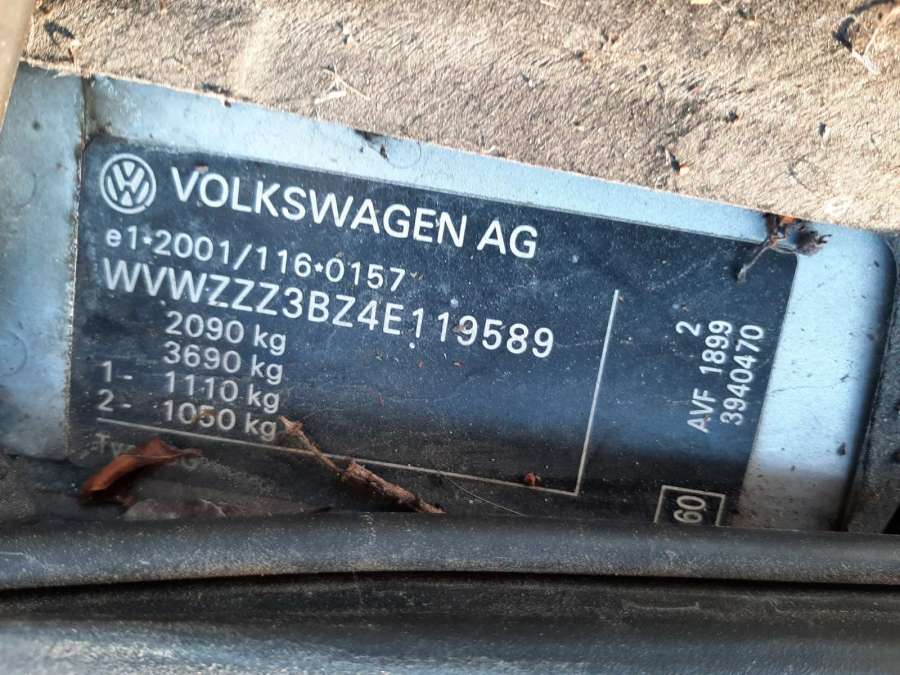 VOLKSWAGEN AG
e1*2001/116*0157
WVWZZZ3BZ4E119589
2090 kg
3690 kg
1- 1110 kg
2- 1050 kg
2
AVF 1899
3940470
60